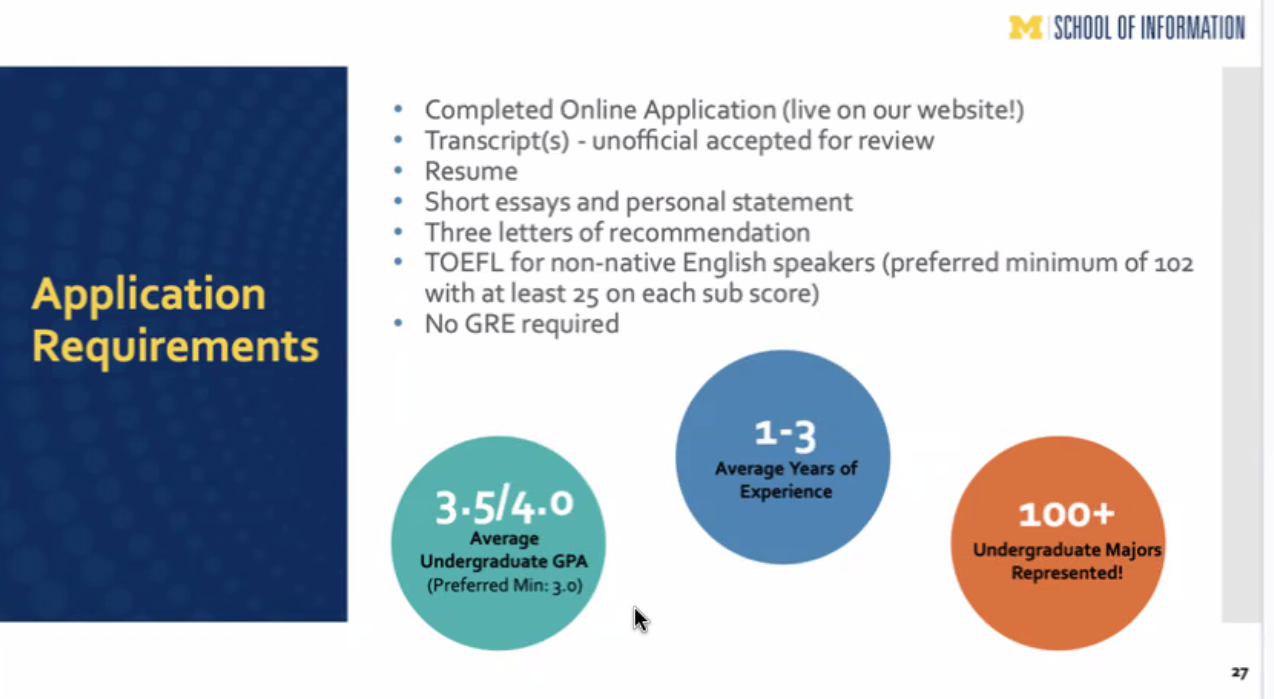 M | SCHOOL OF INFORMATION
Application
Requirements
• Completed Online Application (live on our website!)
• Transcript(s) - unofficial accepted for review
• Resume
• Short essays and personal statement
• Three letters of recommendation
• TOEFL for non-native English speakers (preferred minimum of 102
with at least 25 on each sub score)
• No GRE required
3.5/4.0
Average
Undergraduate GPA
(Preferred Min: 3.0)
1-3
Average Years of
Experience
100+
Undergraduate Majors
Represented!
27